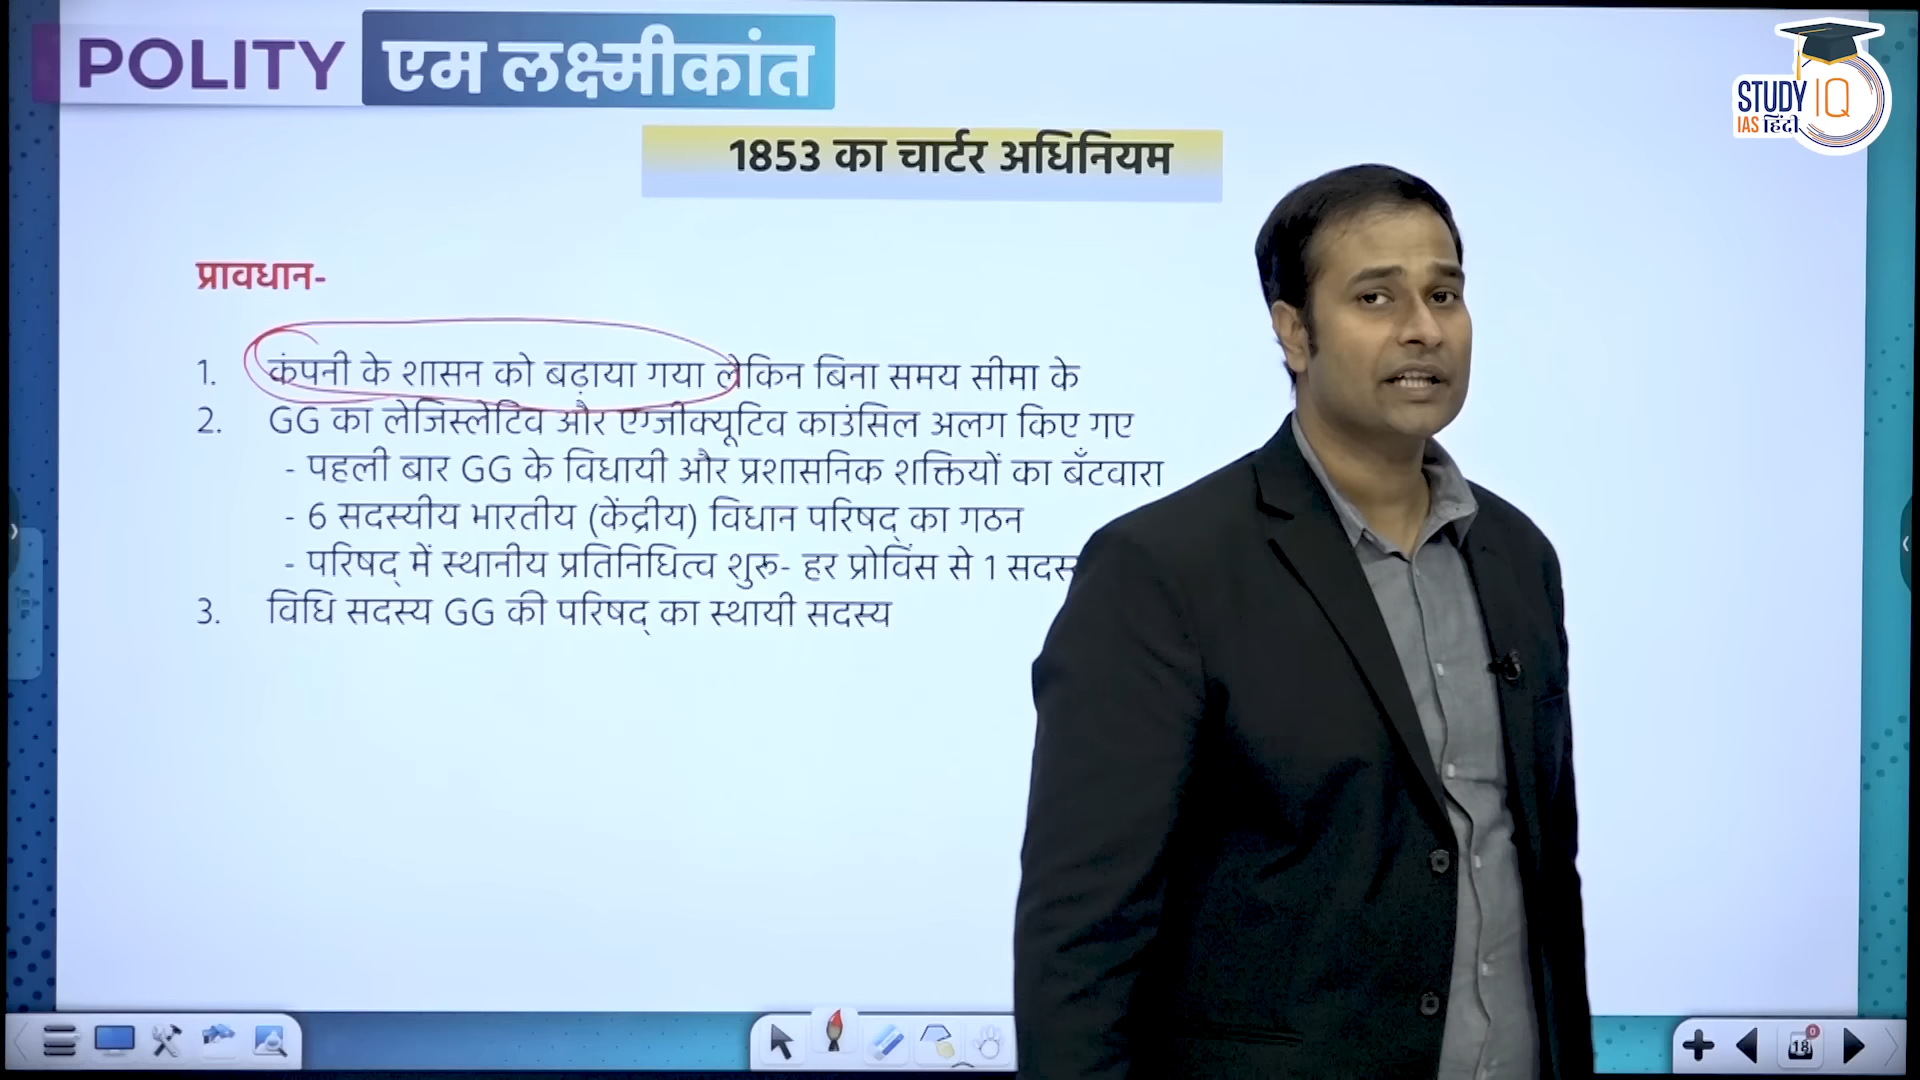 POLITY एम लक्ष्मीकांत
STUDY IQ
IAS हिंदी
1853 का चार्टर अधिनियम
प्रावधान-
1. कंपनी के शासन को बढ़ाया गया लेकिन बिना समय सीमा के
2. GG का लेजिस्लेटिव और एग्जीक्यूटिव काउंसिल अलग किए गए
- पहली बार GG के विधायी और प्रशासनिक शक्तियों का बँटवारा
- 6 सदस्यीय भारतीय (केंद्रीय) विधान परिषद् का गठन
- परिषद् में स्थानीय प्रतिनिधित्व शुरू- हर प्रोविंस से 1
3. विधि सदस्य GG की परिषद् का स्थायी सदस्य
18
0